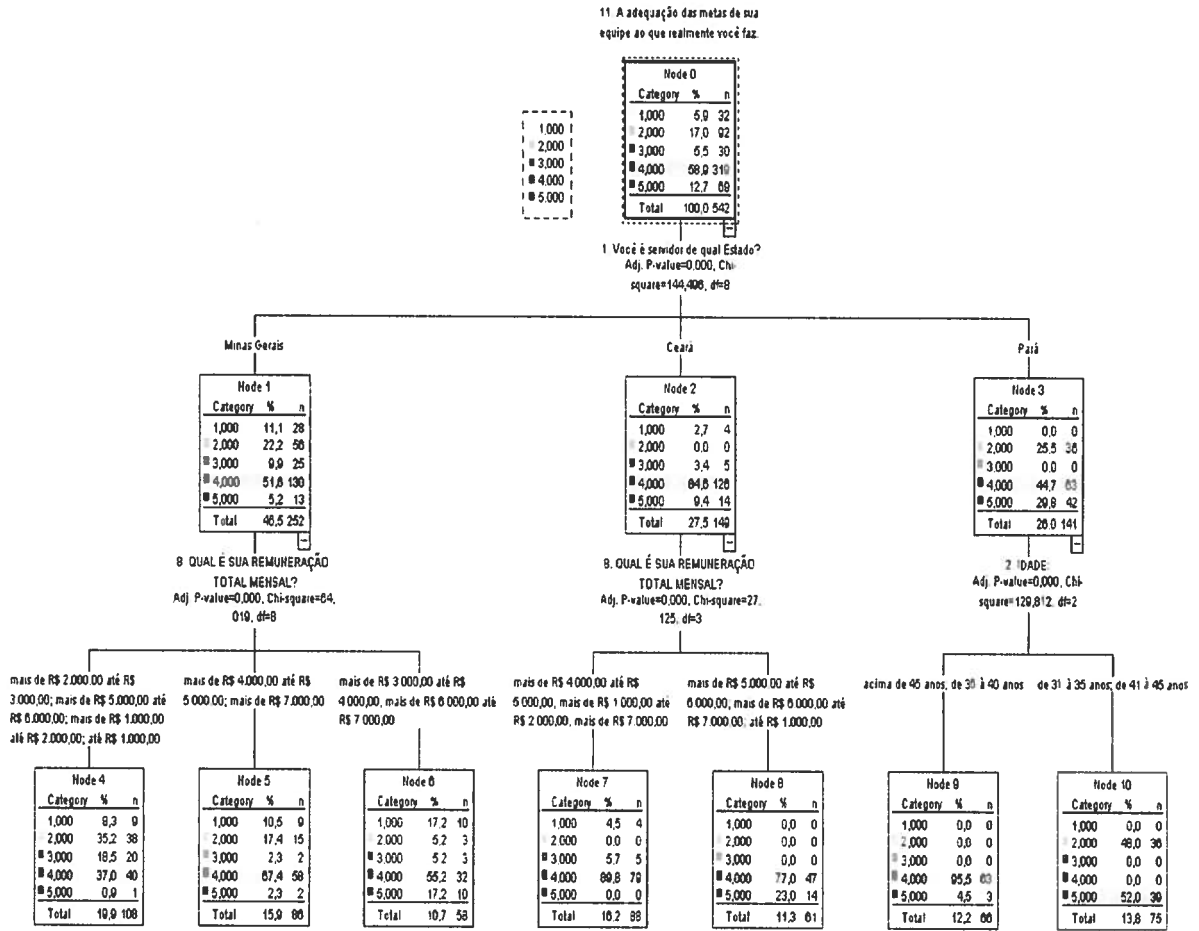 11. A adequação das metas de sua
equipe ao que realmente você faz.
Node 0
Category % n
1,000 5,9 32
2,000 17,0 92
3,000 5,5 30
4,000 58,9 319
5,000 12,7 69
Total 100,0 542
1,000
2,000
3,000
4,000
5,000
1. Você é servidor de qual Estado?
Adj. P-value=0,000, Chi-
square=144,496, df=8
Minas Gerais
Ceará
Pará
Node 1
Category % n
1,000 11,1 28
2,000 22,2 56
3,000 9,9 25
4,000 51,6 130
5,000 5,2 13
Total 46,5 252
Node 2
Category % n
1,000 2,7 4
2,000 0,0 0
3,000 3,4 5
4,000 84,6 126
5,000 9,4 14
Total 27,5 149
Node 3
Category % n
1,000 0,0 0
2,000 25,5 36
3,000 0,0 0
4,000 44,7 63
5,000 29,8 42
Total 26,0 141
8. QUAL É SUA REMUNERAÇÃO
TOTAL MENSAL?
Adj. P-value=0,000, Chi-square=64,
019, df=8
8. QUAL É SUA REMUNERAÇÃO
TOTAL MENSAL?
Adj. P-value=0,000, Chi-square=27,
125, df=3
2. IDADE:
Adj. P-value=0,000, Chi-
square=129,812, df=2
mais de R$ 2.000,00 até R$
3.000,00; mais de R$ 5.000,00 até
R$ 6.000,00; mais de R$ 1.000,00
até R$ 2.000,00; até R$ 1.000,00
mais de R$ 4.000,00 até R$
5.000,00; mais de R$ 7.000,00
mais de R$ 3.000,00 até R$
4.000,00, mais de R$ 6.000,00 até
R$ 7.000,00
mais de R$ 4.000,00 até R$
5.000,00, mais de R$ 1.000,00 até
R$ 2.000,00, mais de R$ 7.000,00
mais de R$ 5.000,00 até R$
6.000,00; mais de R$ 6.000,00 até
R$ 7.000,00; até R$ 1.000,00
acima de 45 anos; de 36 à 40 anos
de 31 à 35 anos; de 41 à 45 anos
Node 4
Category % n
1,000 8,3 9
2,000 35,2 38
3,000 18,5 20
4,000 37,0 40
5,000 0,9 1
Total 19,9 108
Node 5
Category % n
1,000 10,5 9
2,000 17,4 15
3,000 2,3 2
4,000 67,4 58
5,000 2,3 2
Total 15,9 86
Node 6
Category % n
1,000 17,2 10
2,000 5,2 3
3,000 5,2 3
4,000 55,2 32
5,000 17,2 10
Total 10,7 58
Node 7
Category % n
1,000 4,5 4
2,000 0,0 0
3,000 5,7 5
4,000 89,8 79
5,000 0,0 0
Total 16,2 88
Node 8
Category % n
1,000 0,0 0
2,000 0,0 0
3,000 0,0 0
4,000 77,0 47
5,000 23,0 14
Total 11,3 61
Node 9
Category % n
1,000 0,0 0
2,000 0,0 0
3,000 0,0 0
4,000 95,5 63
5,000 4,5 3
Total 12,2 66
Node 10
Category % n
1,000 0,0 0
2,000 48,0 36
3,000 0,0 0
4,000 0,0 0
5,000 52,0 39
Total 13,8 75